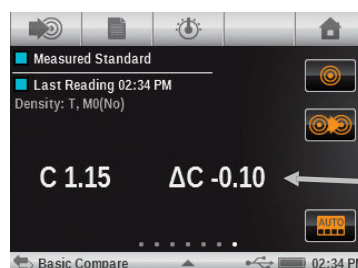 Measured Standard
Last Reading 02:34 PM
Density: T, M0(No)
C 1.15 ΔC -0.10
AUTO
Basic Compare 02:34 PM